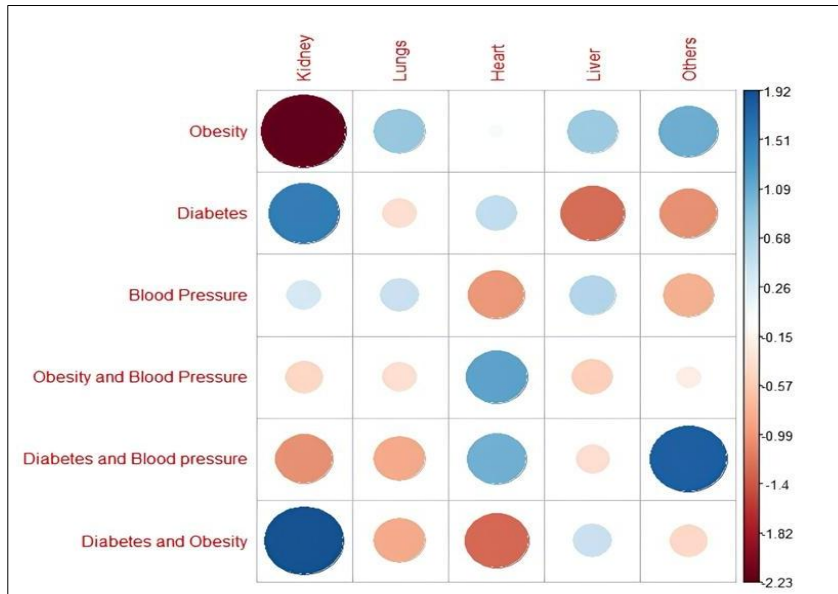 Kidney
Lungs
Heart
Liver
Others
Obesity
Diabetes
Blood Pressure
Obesity and Blood Pressure
Diabetes and Blood pressure
Diabetes and Obesity
1.92
1.51
1.09
0.68
0.26
-0.15
-0.57
-0.99
-1.4
-1.82
-2.23